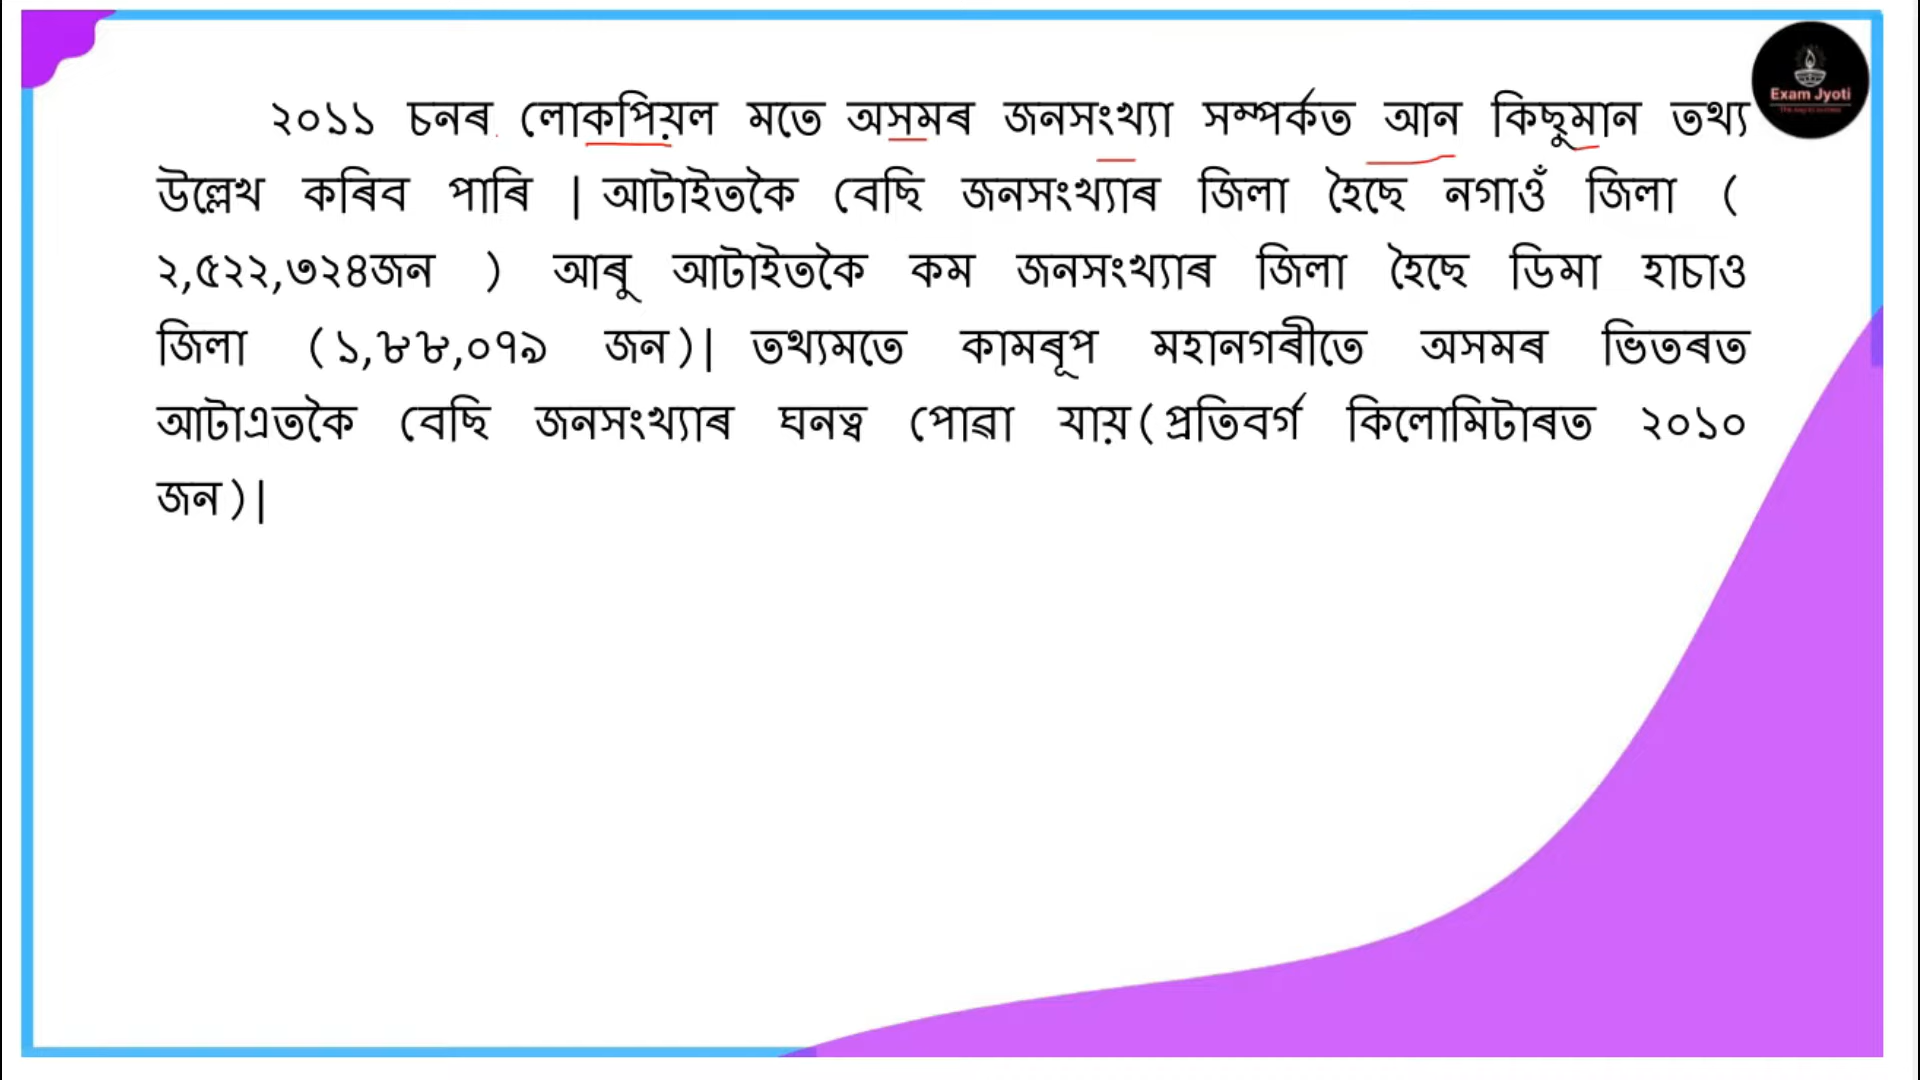 ২০১১ চনৰ লোকপিয়ল মতে অসমৰ জনসংখ্যা সম্পৰ্কত আন কিছুমান তথ্য
উল্লেখ কৰিব পাৰি | আটাইতকৈ বেছি জনসংখ্যাৰ জিলা হৈছে নগাওঁ জিলা (
২,৫২২,৩২৪জন ) আৰু আটাইতকৈ কম জনসংখ্যাৰ জিলা হৈছে ডিমা হাচাও
জিলা (১,৮৮,০৭৯ জন)| তথ্যমতে কামৰূপ মহানগৰীতে অসমৰ ভিতৰত
আটাএতকৈ বেছি জনসংখ্যাৰ ঘনত্ব পোৱা যায়(প্ৰতিবৰ্গ কিলোমিটাৰত ২০১০
জন)|
Exam Jyoti